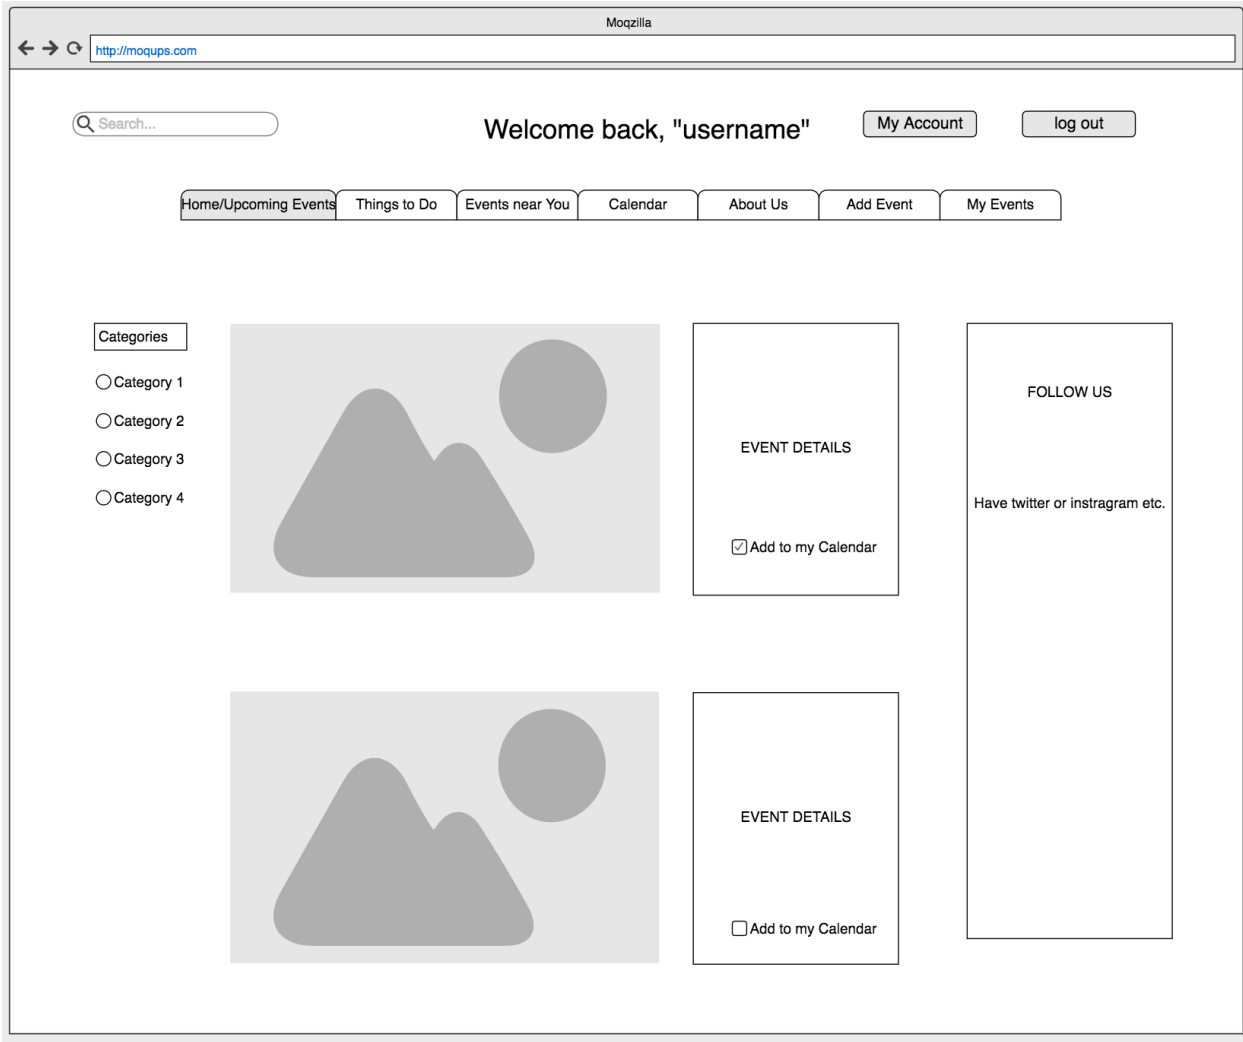 Moqzilla
http://moqups.com
Search...
Welcome back, "username"
My Account
log out
Home/Upcoming Events
Things to Do
Events near You
Calendar
About Us
Add Event
My Events
Categories
Category 1
Category 2
Category 3
Category 4
EVENT DETAILS
Add to my Calendar
FOLLOW US
Have twitter or instragram etc.
EVENT DETAILS
Add to my Calendar